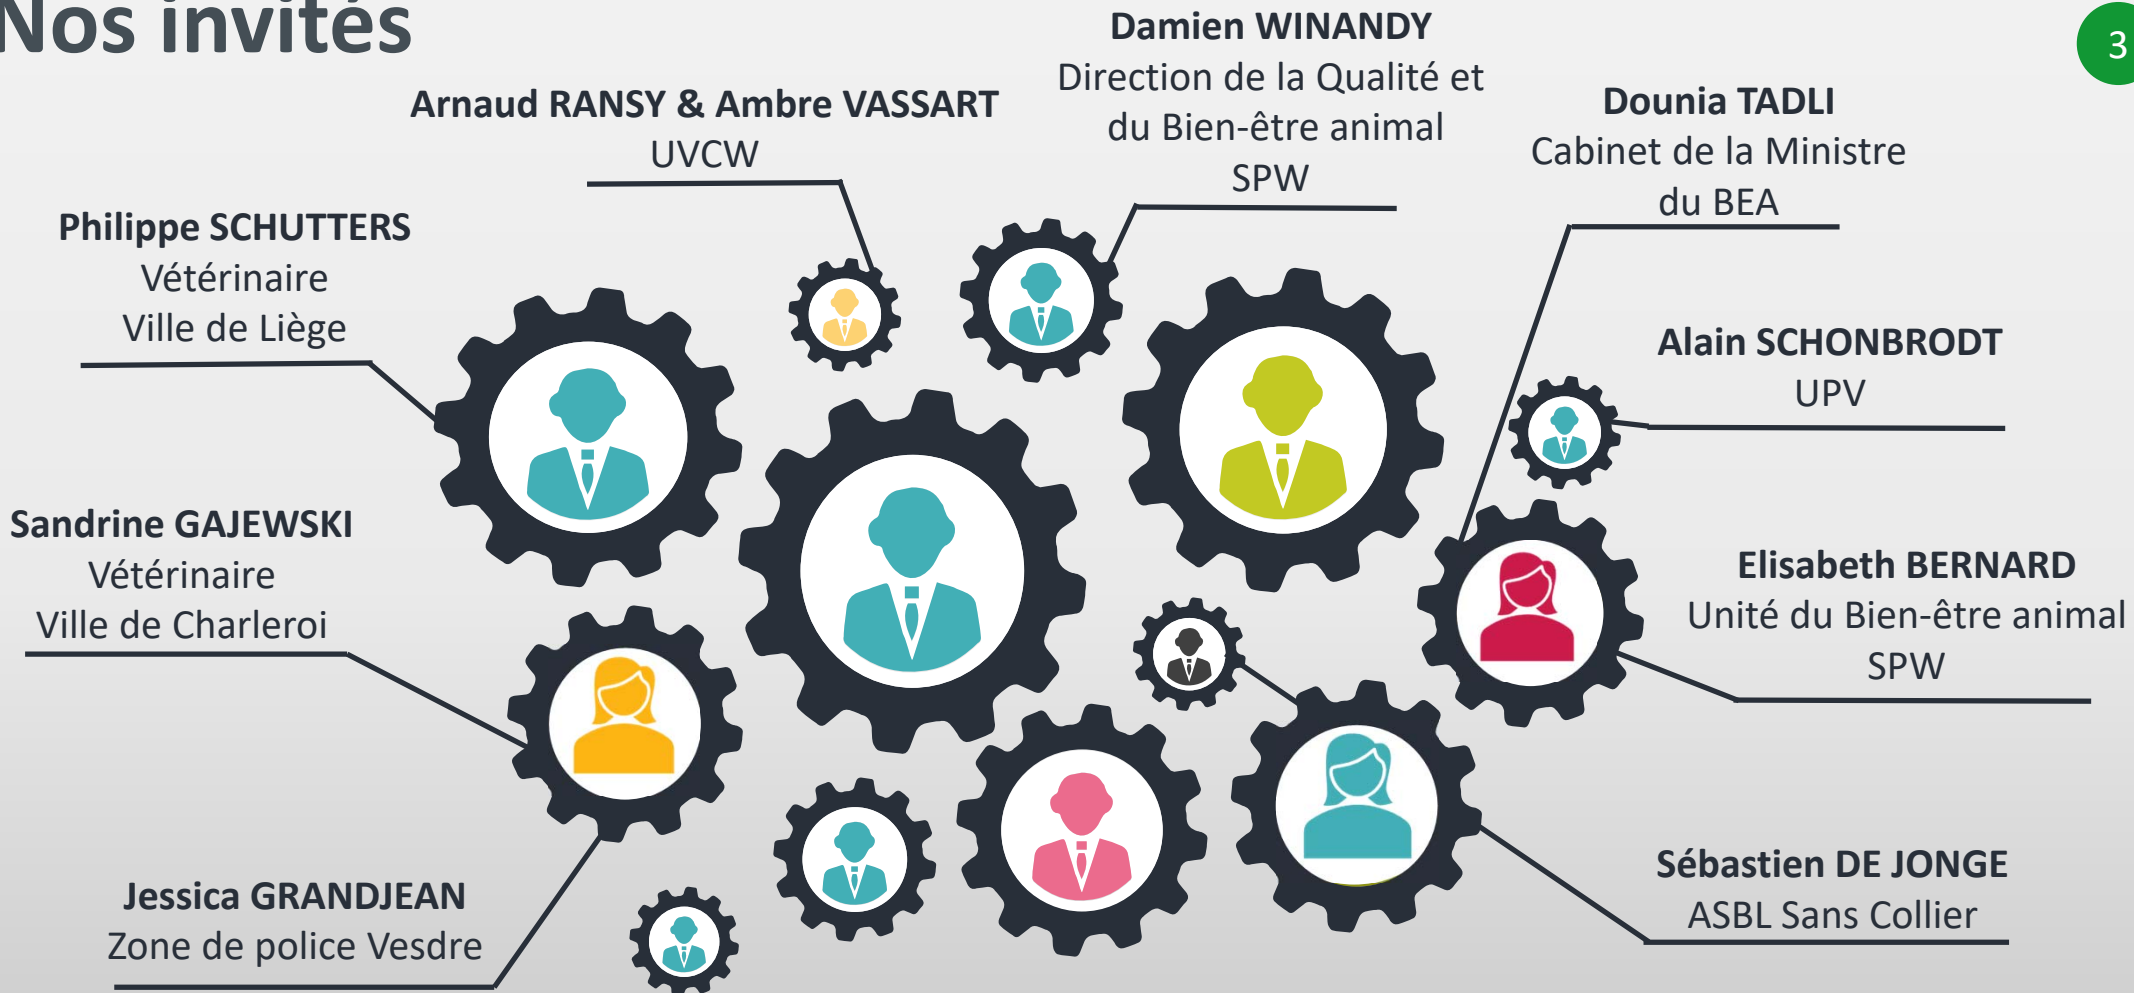 Nos invités
3
Damien WINANDY
Direction de la Qualité et
du Bien-être animal
SPW
Arnaud RANSY & Ambre VASSART
UVCW
Dounia TADLI
Cabinet de la Ministre
du BEA
Philippe SCHUTTERS
Vétérinaire
Ville de Liège
Alain SCHONBRODT
UPV
Sandrine GAJEWSKI
Vétérinaire
Ville de Charleroi
Elisabeth BERNARD
Unité du Bien-être animal
SPW
Jessica GRANDJEAN
Zone de police Vesdre
Sébastien DE JONGE
ASBL Sans Collier